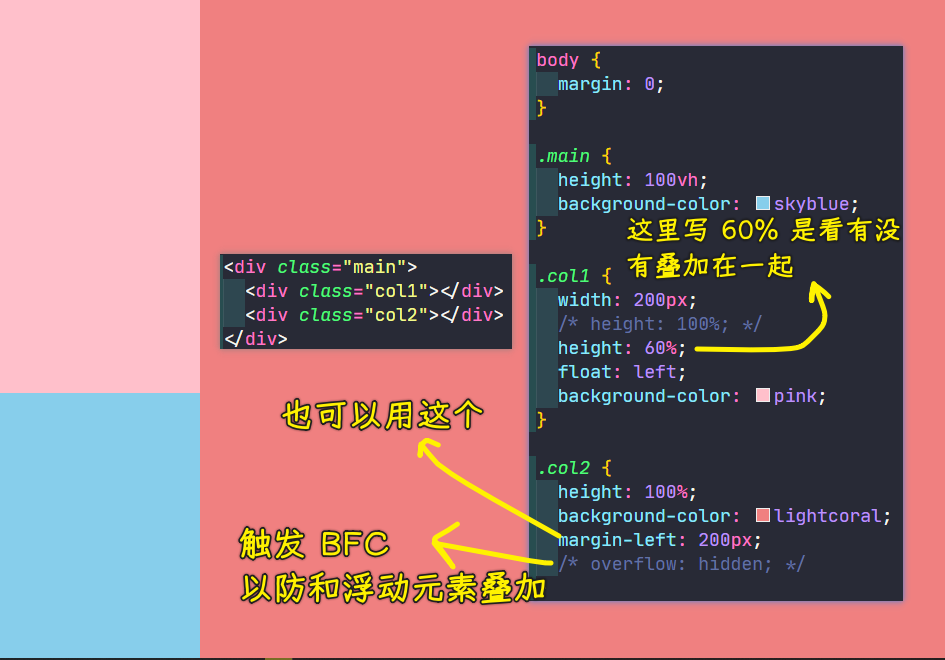 <div class="main">
<div class="col1"></div>
<div class="col2"></div>
</div>
body {
margin: 0;
}
.main {
height: 100vh;
background-color: skyblue;
}
这里写 60% 是看有没
有叠加在一起
.col1 {
width: 200px;
/* height: 100%; */
height: 60%;
float: left;
background-color: pink;
}
.col2 {
height: 100%;
background-color: lightcoral;
margin-left: 200px;
/* overflow: hidden; */
也可以用这个
触发 BFC
以防和浮动元素叠加